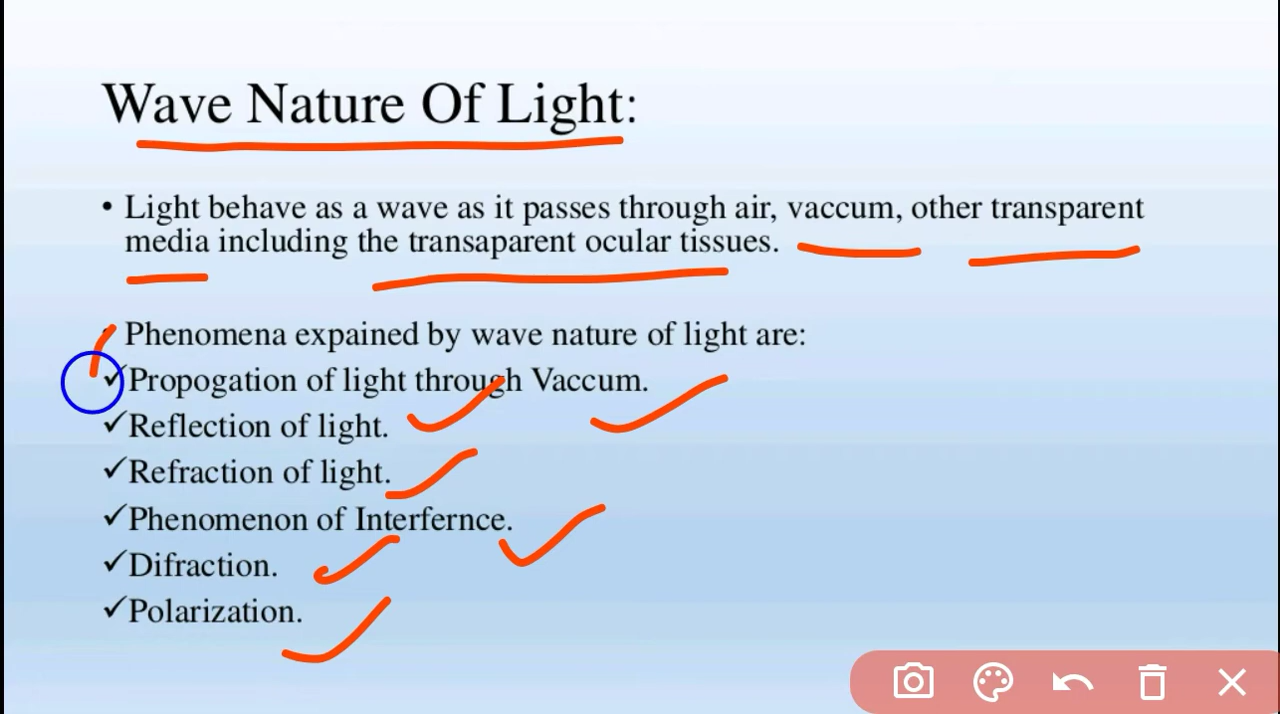 Wave Nature Of Light:
• Light behave as a wave as it passes through air, vaccum, other transparent
media including the transaparent ocular tissues.
• Phenomena expained by wave nature of light are:
✓Propogation of light through Vaccum.
✓Reflection of light.
✓Refraction of light.
✓Phenomenon of Interfernce.
✓Difraction.
✓Polarization.